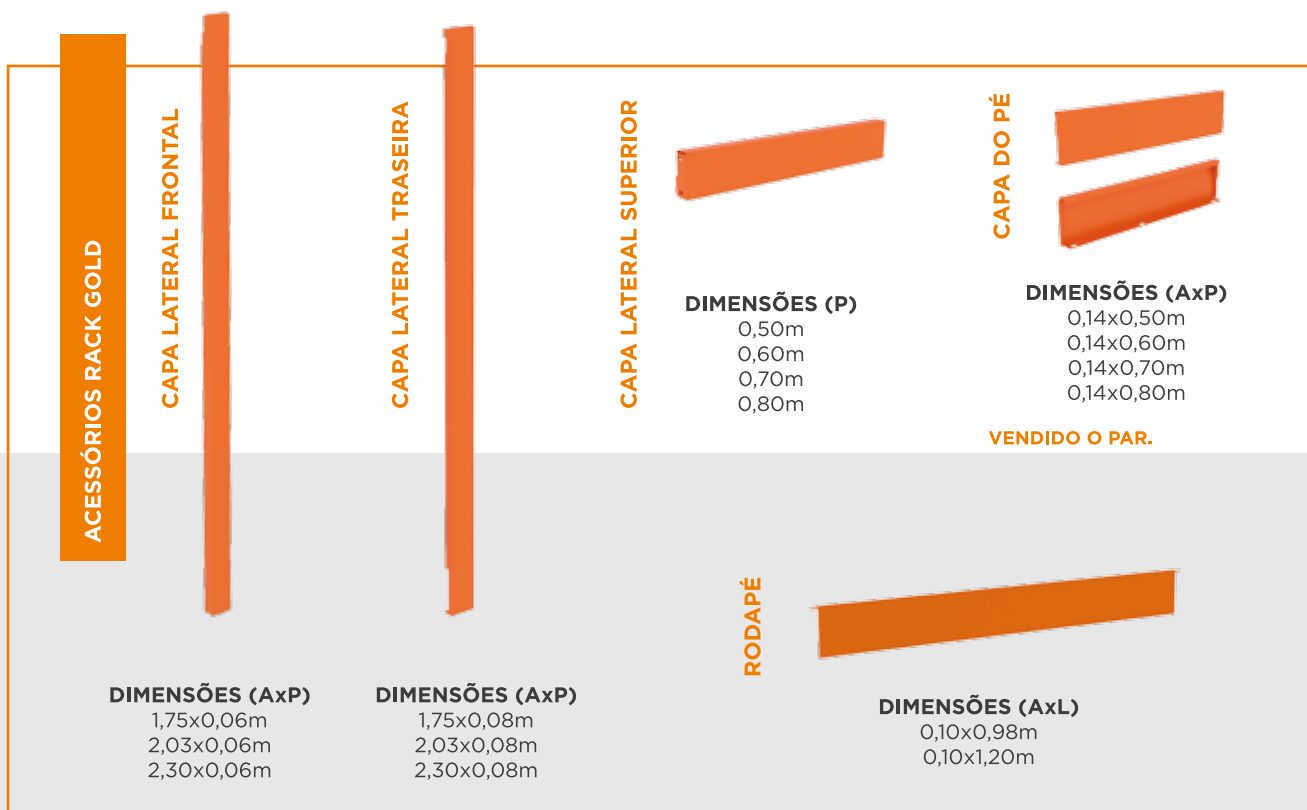 ACESSÓRIOS RACK GOLD
CAPA LATERAL FRONTAL
DIMENSÕES (AxP)
1,75x0,06m
2,03x0,06m
2,30x0,06m
CAPA LATERAL TRASEIRA
DIMENSÕES (AxP)
1,75x0,08m
2,03x0,08m
2,30x0,08m
CAPA LATERAL SUPERIOR
DIMENSÕES (P)
0,50m
0,60m
0,70m
0,80m
CAPA DO PÉ
DIMENSÕES (AxP)
0,14x0,50m
0,14x0,60m
0,14x0,70m
0,14x0,80m
VENDIDO O PAR.
RODAPÉ
DIMENSÕES (AxL)
0,10x0,98m
0,10x1,20m